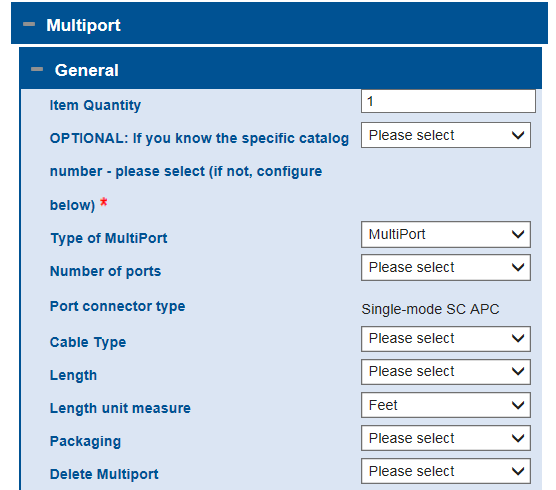 Multiport
General
Item Quantity 1
OPTIONAL: If you know the specific catalog Please select
number - please select (if not, configure
below) *
Type of MultiPort MultiPort
Number of ports Please select
Port connector type Single-mode SC APC
Cable Type Please select
Length Please select
Length unit measure Feet
Packaging Please select
Delete Multiport Please select